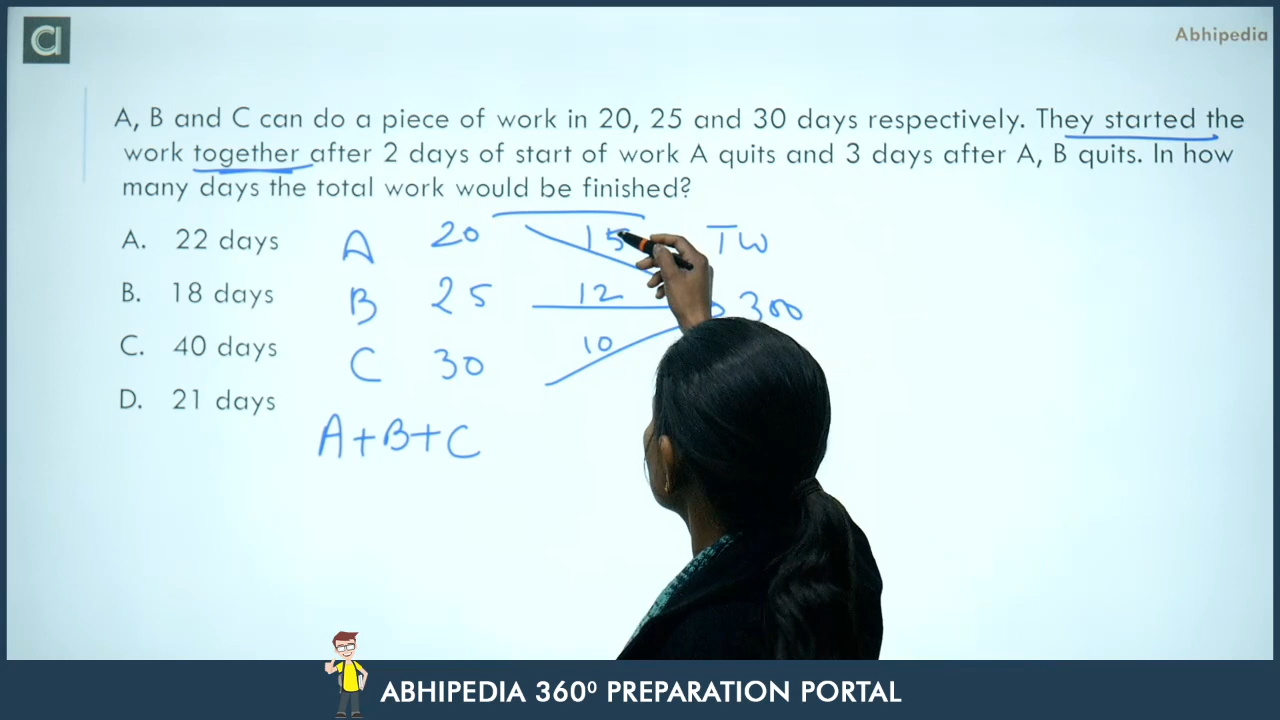 Abhipedia
A, B and C can do a piece of work in 20, 25 and 30 days respectively. They started the
work together after 2 days of start of work A quits and 3 days after A, B quits. In how
many days the total work would be finished?
A. 22 days
B. 18 days
C. 40 days
D. 21 days
A 20 15 TW
B 25 12 300
C 30 10
A+B+C
ABHIPEDIA 360⁰ PREPARATION PORTAL